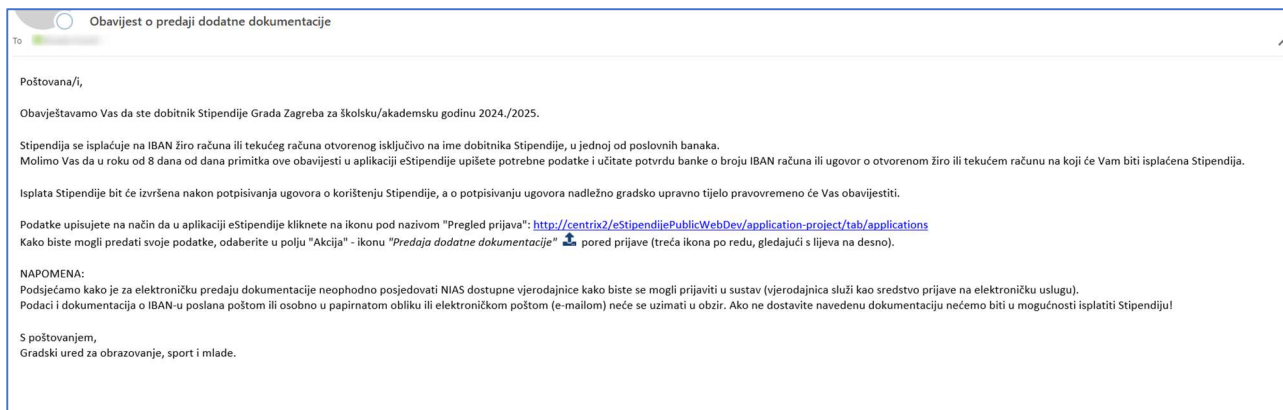 Obavijest o predaji dodatne dokumentacije
To
Poštovana/i,
Obavještavamo Vas da ste dobitnik Stipendije Grada Zagreba za školsku/akademsku godinu 2024./2025.
Stipendija se isplaćuje na IBAN žiro računa ili tekućeg računa otvorenog isključivo na ime dobitnika Stipendije, u jednoj od poslovnih banaka.
Molimo Vas da u roku od 8 dana od dana primitka ove obavijesti u aplikaciji eStipendije upišete potrebne podatke i učitate potvrdu banke o broju IBAN računa ili ugovor o otvorenom žiro ili tekućem računu na koji će Vam biti isplaćena Stipendija.
Isplata Stipendije bit će izvršena nakon potpisivanja ugovora o korištenju Stipendije, a o potpisivanju ugovora nadležno gradsko upravno tijelo pravovremeno će Vas obavijestiti.
Podatke upisujete na način da u aplikaciji eStipendije kliknete na ikonu pod nazivom "Pregled prijava": http://centrix2/eStipendijePublicWebDev/application-project/tab/applications
Kako biste mogli predati svoje podatke, odaberite u polju "Akcija" - ikonu "Predaja dodatne dokumentacije" pored prijave (treća ikona po redu, gledajući s lijeva na desno).
NAPOMENA:
Podsjećamo kako je za elektroničku predaju dokumentacije neophodno posjedovati NIAS dostupne vjerodajnice kako biste se mogli prijaviti u sustav (vjerodajnica služi kao sredstvo prijave na elektroničku uslugu).
Podaci i dokumentacija o IBAN-u poslana poštom ili osobno u papirnatom obliku ili elektroničkom poštom (e-mailom) neće se uzimati u obzir. Ako ne dostavite navedenu dokumentaciju nećemo biti u mogućnosti isplatiti Stipendiju!
S poštovanjem,
Gradski ured za obrazovanje, sport i mlade.